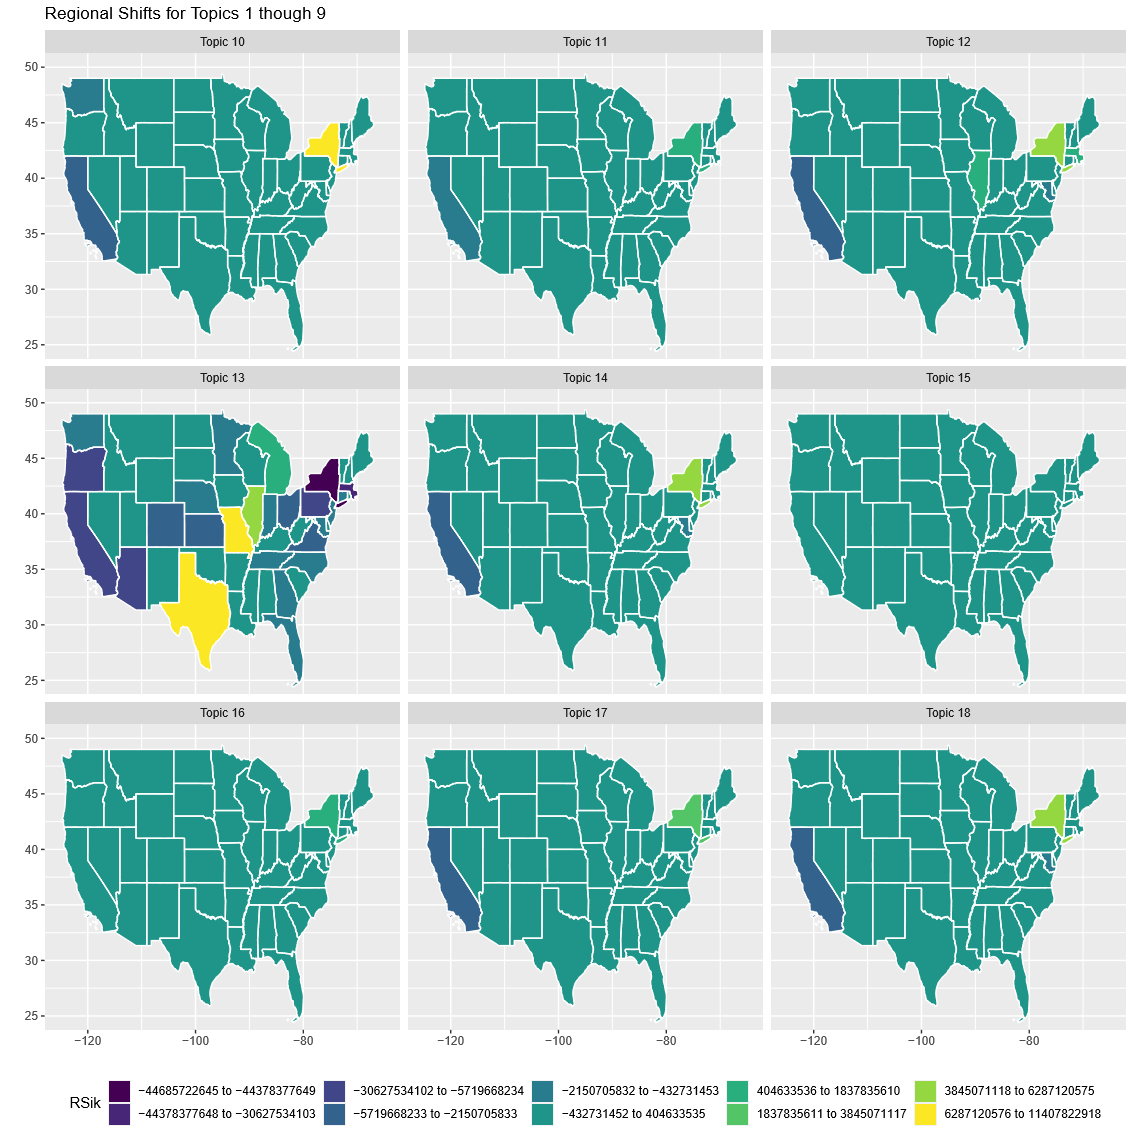 Regional Shifts for Topics 1 though 9
Topic 10 Topic 11 Topic 12
50
45
40
35
30
25
Topic 13 Topic 14 Topic 15
50
45
40
35
30
25
Topic 16 Topic 17 Topic 18
50
45
40
35
30
25
−120 −100 −80 −120 −100 −80 −120 −100 −80
RSik
−44685722645 to −44378377649 −30627534102 to −5719668234 −2150705832 to −432731453 404633536 to 1837835610 3845071118 to 6287120575
−44378377648 to −30627534103 −5719668233 to −2150705833 −432731452 to 404633535 1837835611 to 3845071117 6287120576 to 11407822918